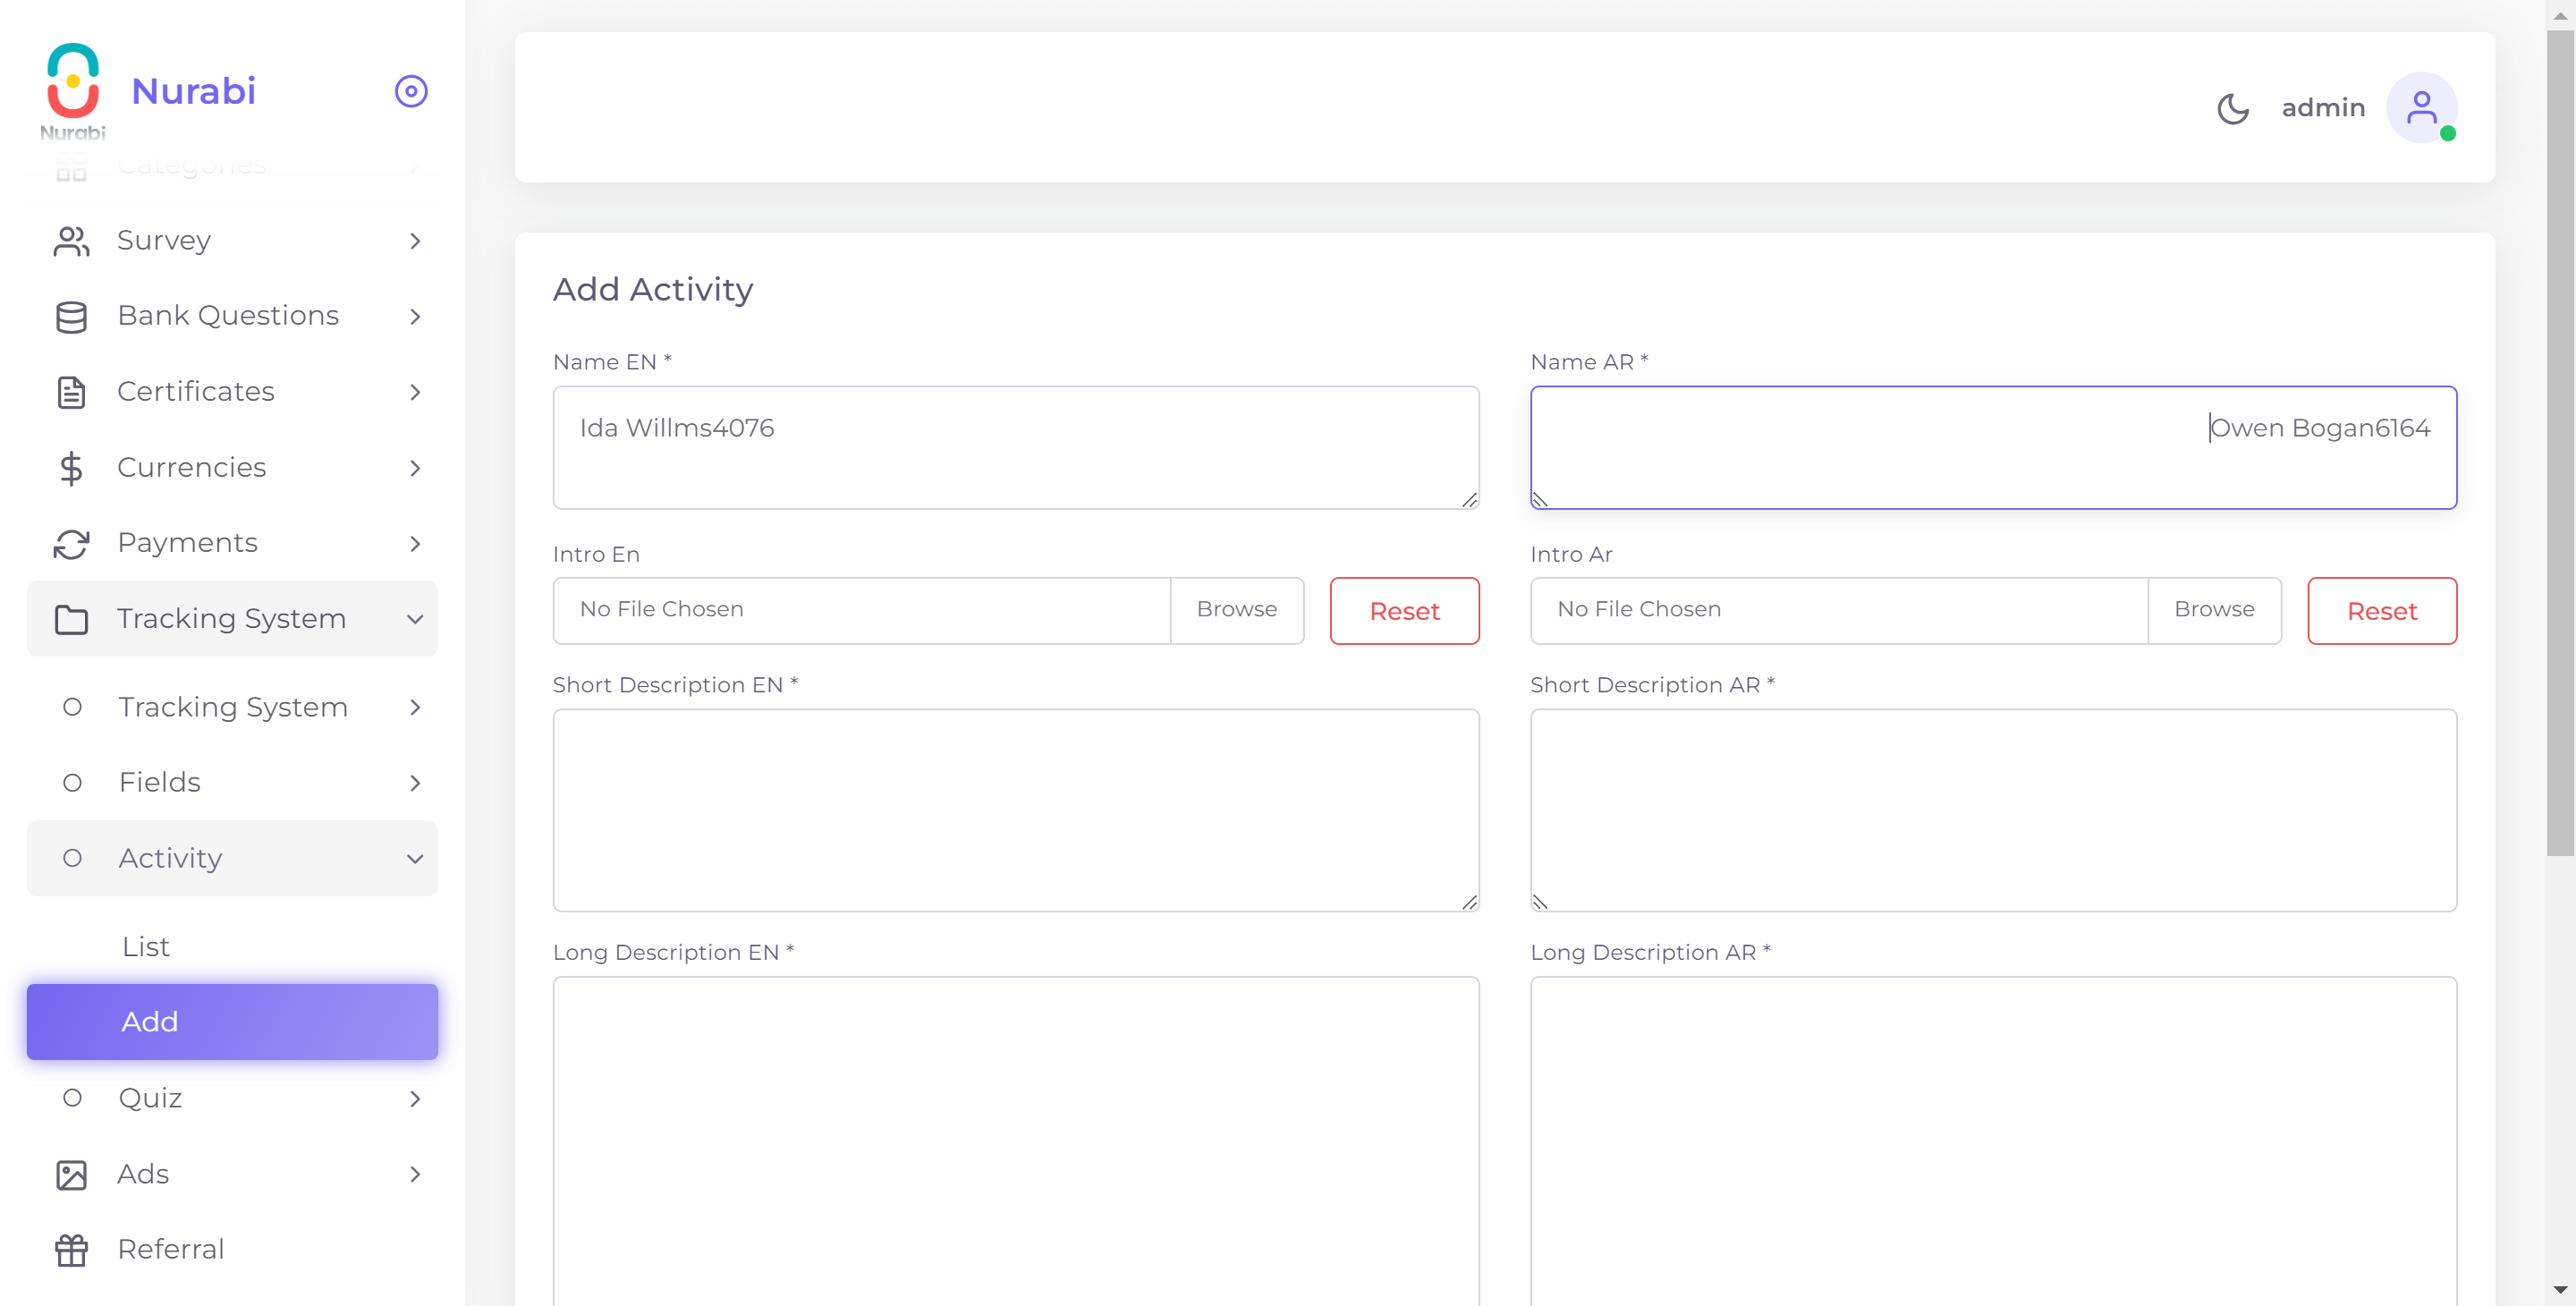 Nurabi
Nurabi
Categories
Survey
Bank Questions
Certificates
Currencies
Payments
Tracking System
Tracking System
Fields
Activity
List
Add
Quiz
Ads
Referral
admin
Add Activity
Name EN *
Ida Willms4076
Name AR *
Owen Bogan6164
Intro En
No File Chosen Browse Reset
Intro Ar
No File Chosen Browse Reset
Short Description EN *
Short Description AR *
Long Description EN *
Long Description AR *